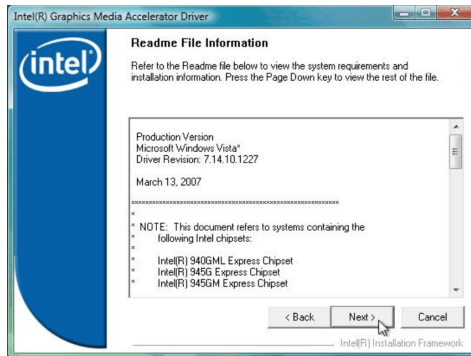 Intel(R) Graphics Media Accelerator Driver
intel
Readme File Information
Refer to the Readme file below to view the system requirements and
installation information. Press the Page Down key to view the rest of the file.
Production Version
Microsoft Windows Vista*
Driver Revision: 7.14.10.1227
March 13, 2007
*
* NOTE: This document refers to systems containing the
* following Intel chipsets:
*
* Intel(R) 940GML Express Chipset
* Intel(R) 945G Express Chipset
* Intel(R) 945GM Express Chipset
< Back
Next >
Cancel
Intel(R) Installation Framework